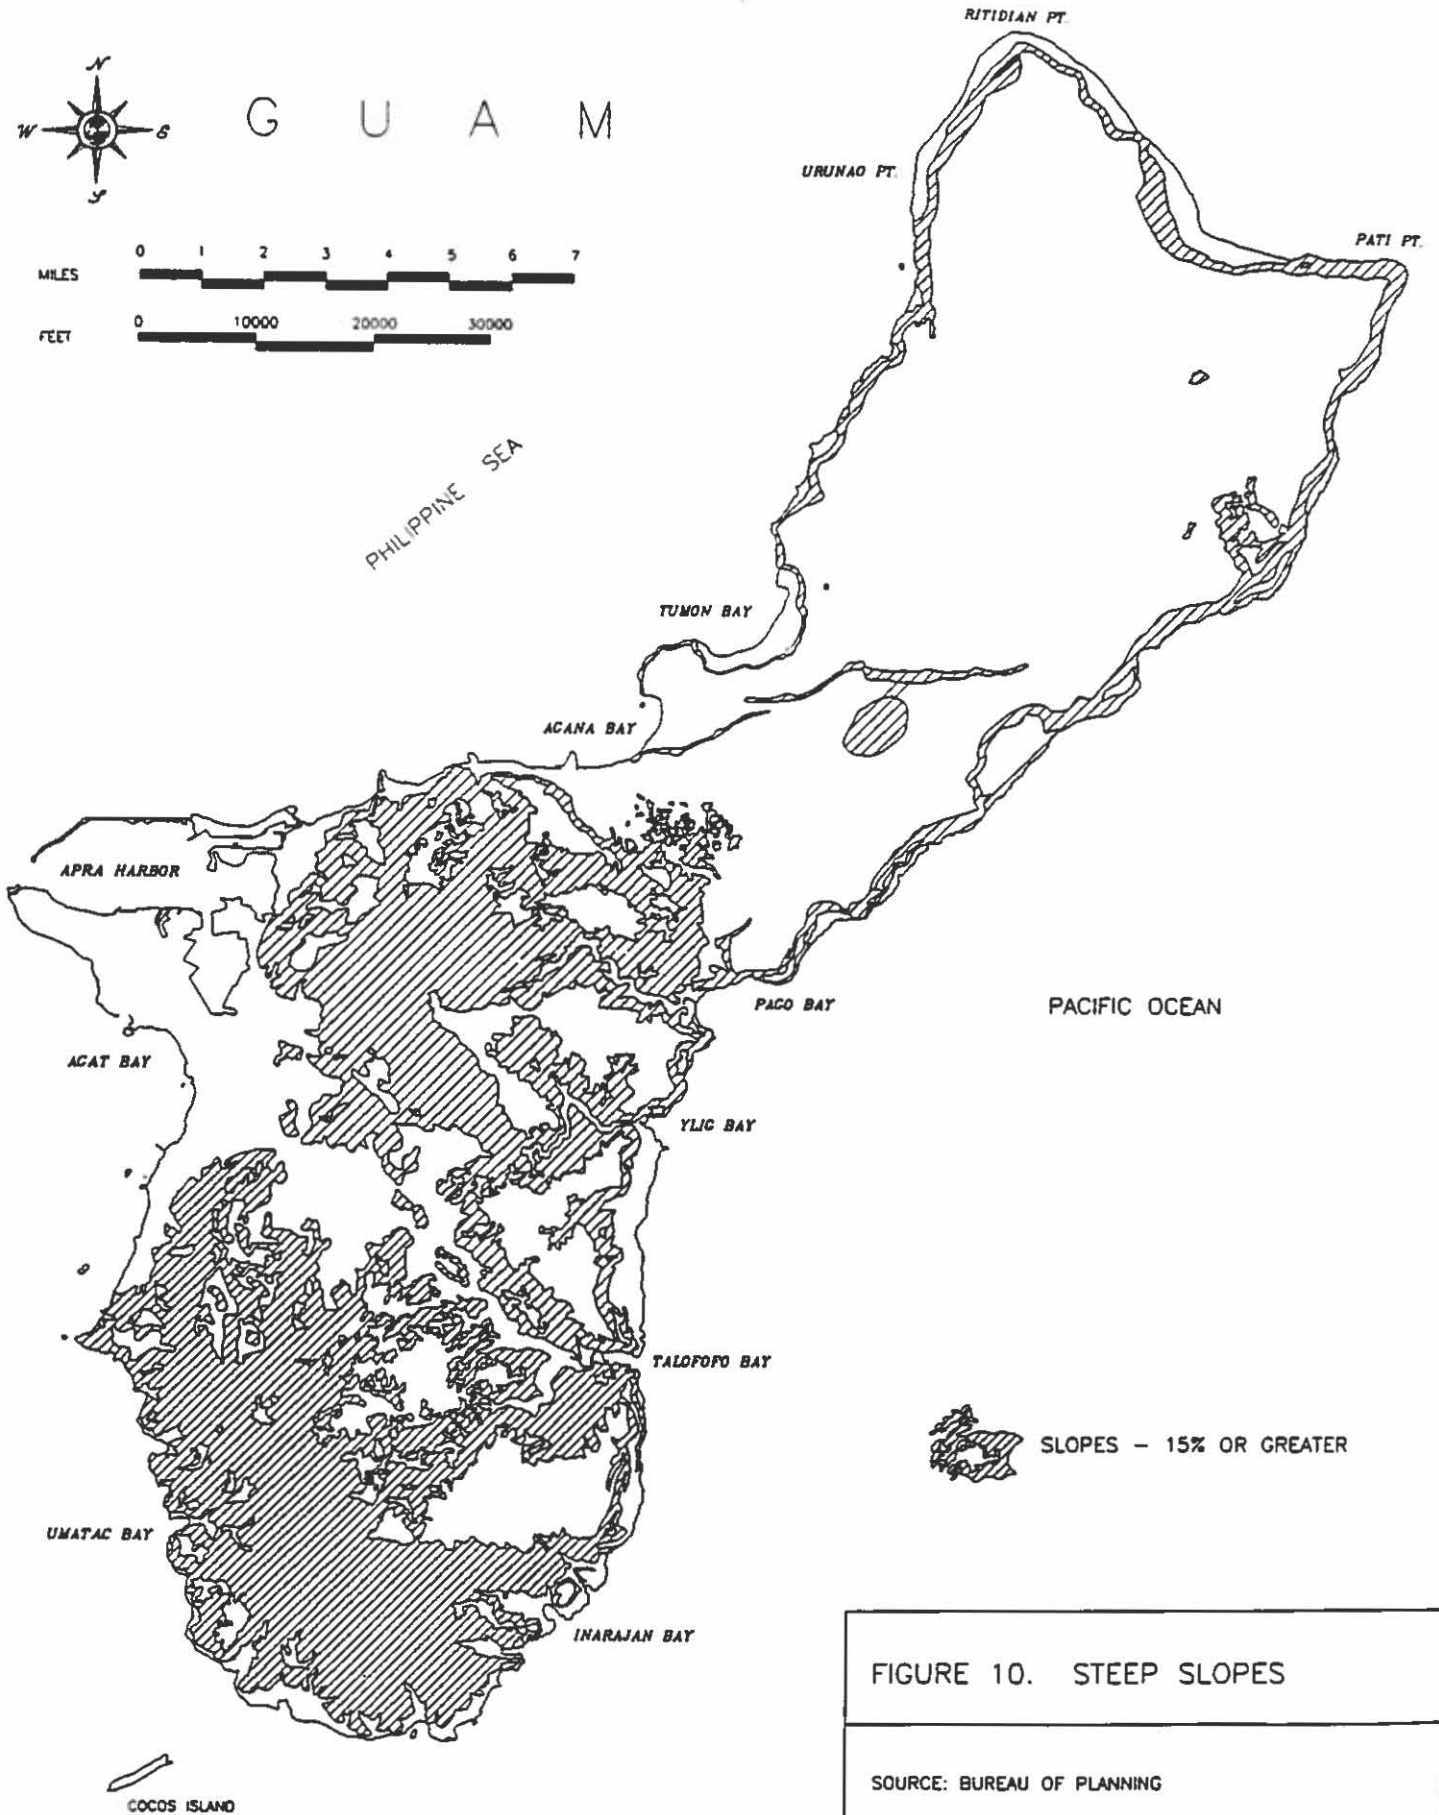 RITIDIAN PT.
N
W
E
S
G U A M
URUNAO PT.
PATI PT.
0 1 2 3 4 5 6 7
MILES
0 10000 20000 30000
FEET
PHILIPPINE SEA
TUMON BAY
AGANA BAY
APRA HARBOR
PAGO BAY
PACIFIC OCEAN
AGAT BAY
YLIG BAY
TALOFOFO BAY
SLOPES - 15% OR GREATER
UMATAC BAY
INARAJAN BAY
FIGURE 10. STEEP SLOPES
SOURCE: BUREAU OF PLANNING
COCOS ISLAND